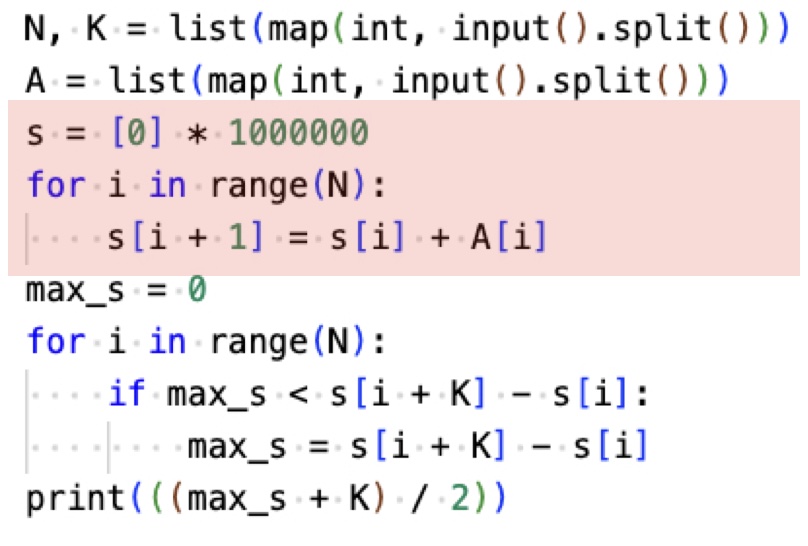 N, K = list(map(int, input().split()))
A = list(map(int, input().split()))
s = [0] * 1000000
for i in range(N):
    s[i + 1] = s[i] + A[i]
max_s = 0
for i in range(N):
    if max_s < s[i + K] - s[i]:
        max_s = s[i + K] - s[i]
print(((max_s + K) / 2))